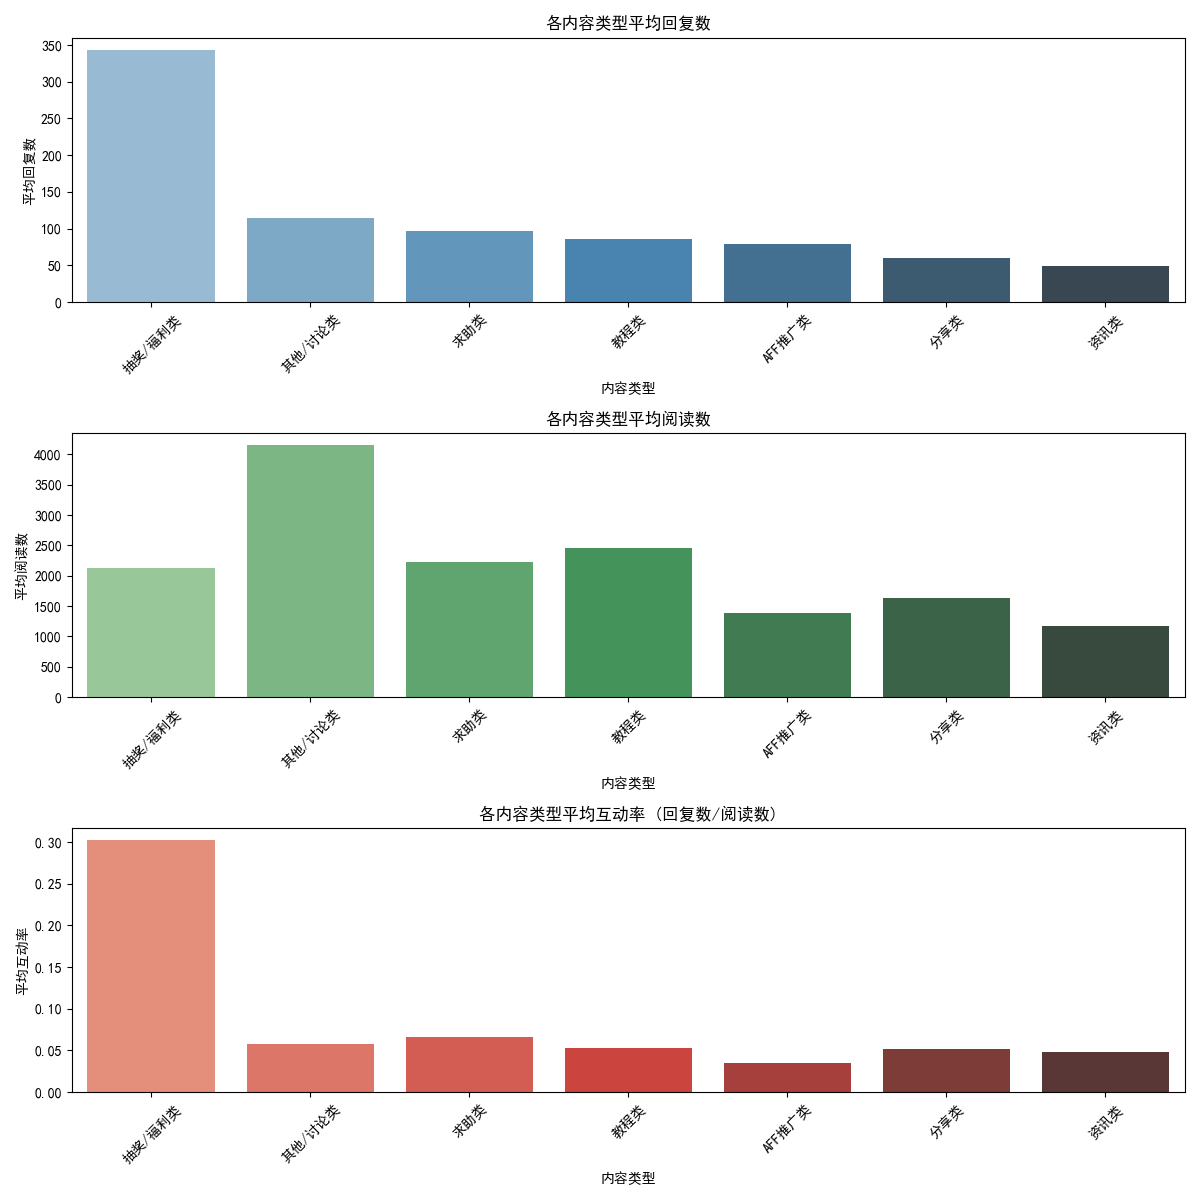 各内容类型平均回复数
平均回复数
350
300
250
200
150
100
50
0
抽奖/福利类
其他/讨论类
求助类
教程类
AFF推广类
分享类
资讯类
内容类型
各内容类型平均阅读数
平均阅读数
4000
3500
3000
2500
2000
1500
1000
500
0
抽奖/福利类
其他/讨论类
求助类
教程类
AFF推广类
分享类
资讯类
内容类型
各内容类型平均互动率 (回复数/阅读数)
平均互动率
0.30
0.25
0.20
0.15
0.10
0.05
0.00
抽奖/福利类
其他/讨论类
求助类
教程类
AFF推广类
分享类
资讯类
内容类型